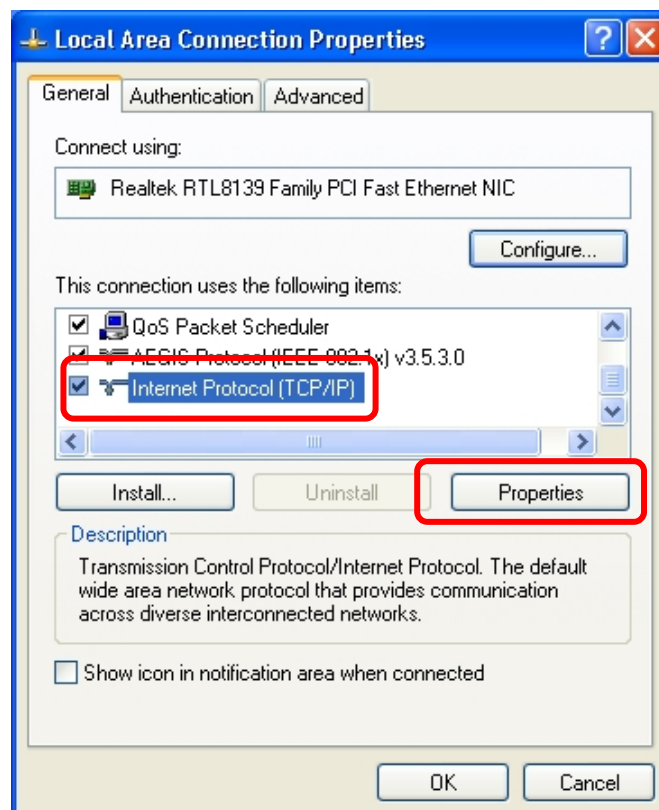 Local Area Connection Properties
General Authentication Advanced
Connect using:
Realtek RTL8139 Family PCI Fast Ethernet NIC
Configure...
This connection uses the following items:
QoS Packet Scheduler
AEGIS Protocol (IEEE 802.1x) v3.5.3.0
Internet Protocol (TCP/IP)
Install... Uninstall Properties
Description
Transmission Control Protocol/Internet Protocol. The default
wide area network protocol that provides communication
across diverse interconnected networks.
Show icon in notification area when connected
OK Cancel